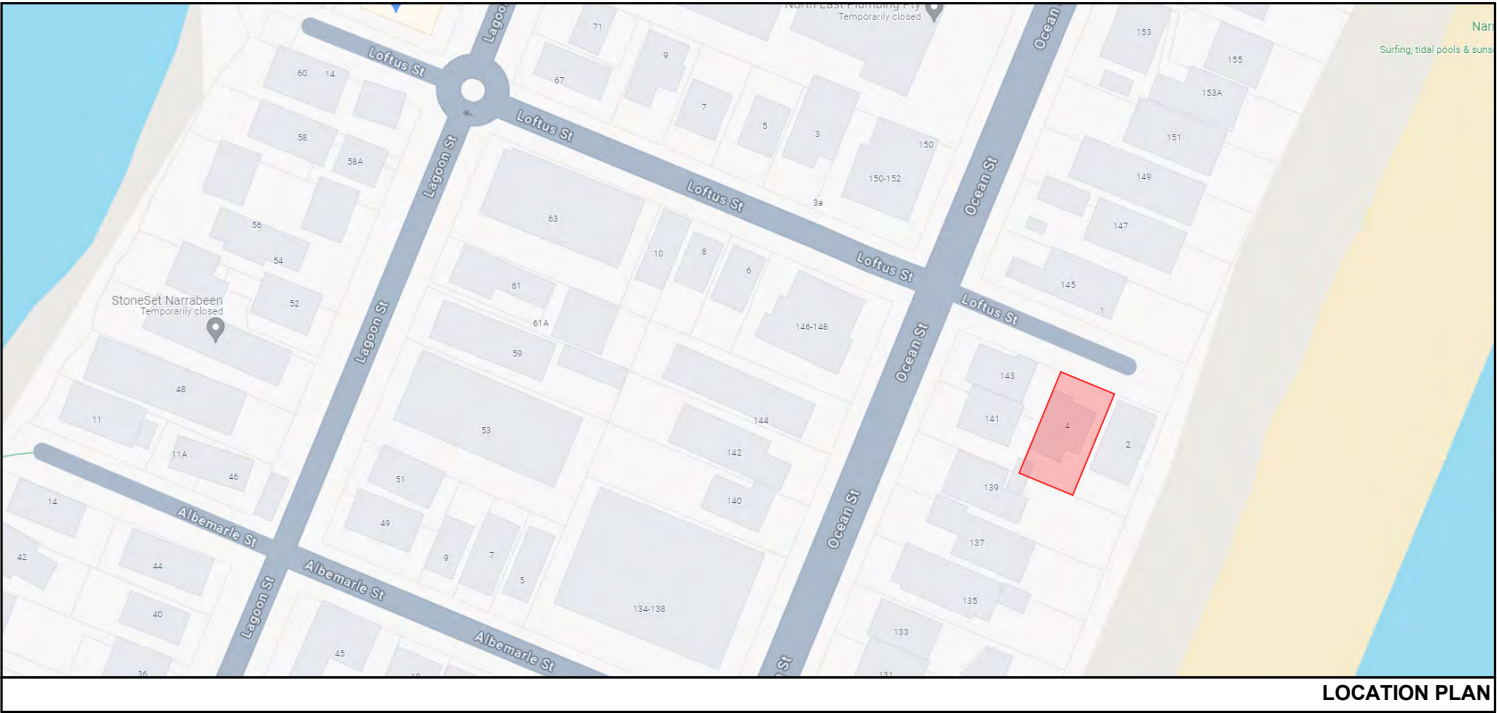 North East Plumbing Pty
Temporarily closed
Ocean
Lagoo
Nar
Surfing, tidal pools & suns
71
9
67
7
5
3
153
155
153A
151
149
147
145
1
150
150-152
3a
Loftus St
60
14
58
58A
56
54
52
StoneSet Narrabeen
Temporarily closed
48
11
11A
46
14
42
44
40
36
Loftus St
Loftus St
Loftus St
Loftus St
Lagoon St
Lagoon St
Lagoon St
63
10
8
6
61
61A
59
53
51
49
9
7
5
146-148
144
142
140
134-138
45
Ocean St
Ocean St
Ocean St
St
143
141
4
2
139
137
135
133
131
Albemarle St
Albemarle St
Albemarle St
LOCATION PLAN